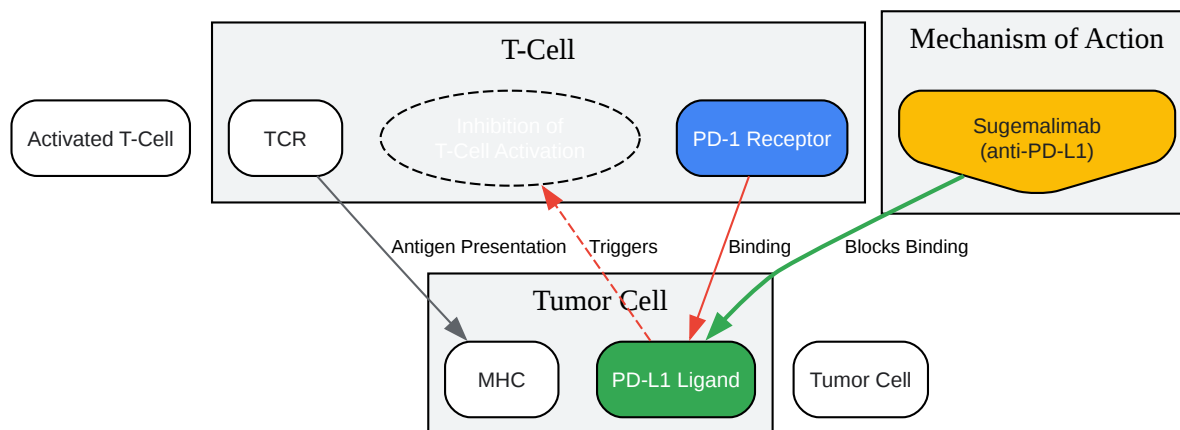 T-Cell
Mechanism of Action
Activated T-Cell
TCR
Inhibition of
T-Cell Activation
PD-1 Receptor
Sugemalimab
(anti-PD-L1)
Antigen Presentation
Triggers
Binding
Blocks Binding
Tumor Cell
MHC
PD-L1 Ligand
Tumor Cell